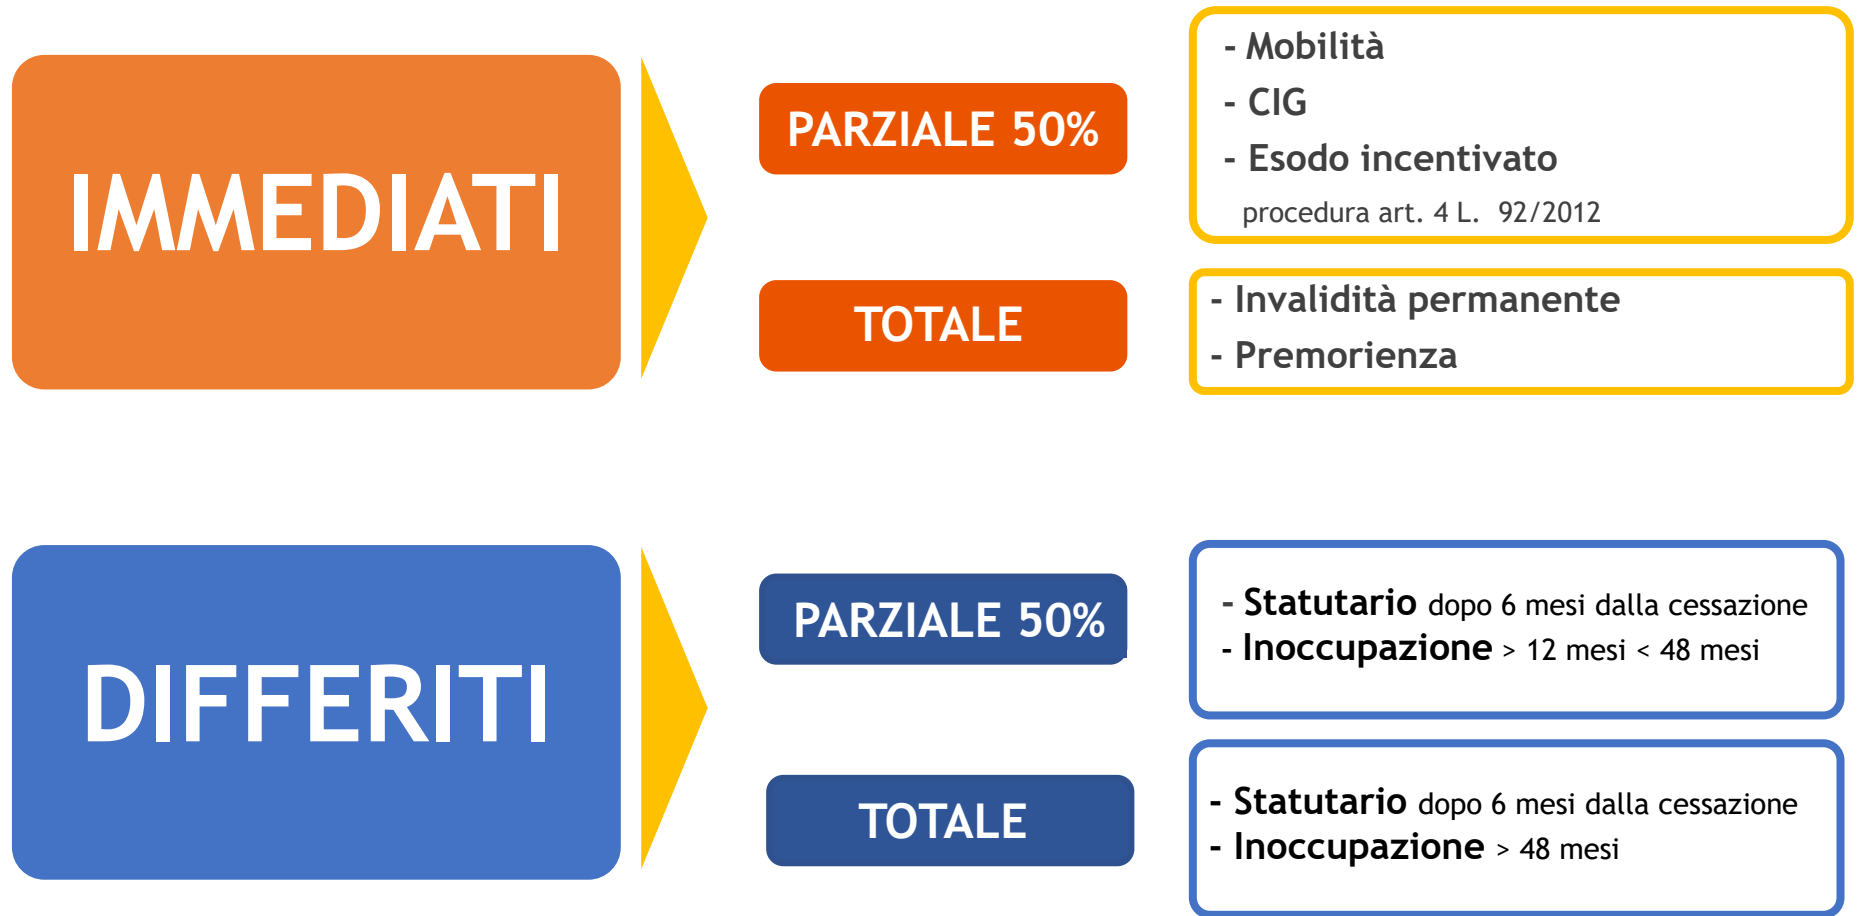 IMMEDIATI
PARZIALE 50%
- Mobilità
- CIG
- Esodo incentivato
procedura art. 4 L. 92/2012
TOTALE
- Invalidità permanente
- Premorienza
DIFFERITI
PARZIALE 50%
- Statutario dopo 6 mesi dalla cessazione
- Inoccupazione > 12 mesi < 48 mesi
TOTALE
- Statutario dopo 6 mesi dalla cessazione
- Inoccupazione > 48 mesi